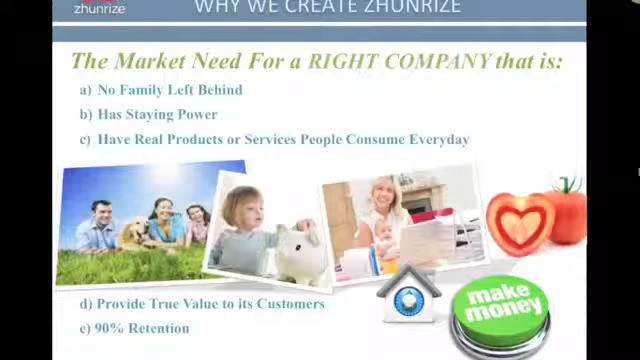 zhunrize
WHY WE CREATE ZHUNRIZE
The Market Need For a RIGHT COMPANY that is:
a) No Family Left Behind
b) Has Staying Power
c) Have Real Products or Services People Consume Everyday
d) Provide True Value to its Customers
e) 90% Retention
make
money